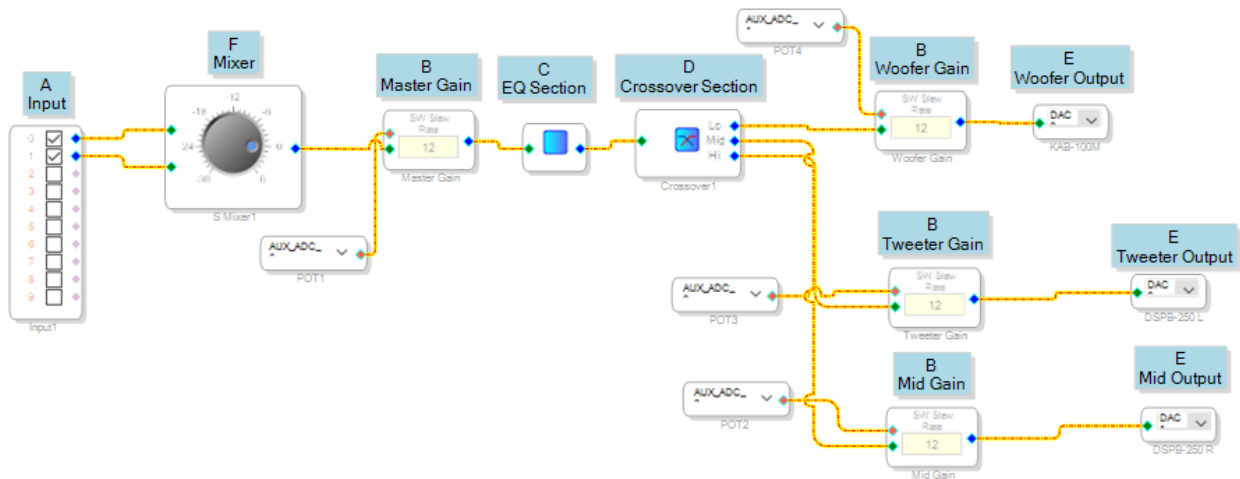 A
Input
0
1
2
3
4
5
6
7
8
9
Input1
F
Mixer
-12
-18
-6
-24
0
-30
6
S Mixer1
AUX_ADC_
POT1
B
Master Gain
SW Slew
Rate
12
Master Gain
C
EQ Section
D
Crossover Section
Lo
Mid
Hi
Crossover1
AUX_ADC_
POT4
B
Woofer Gain
SW Slew
Rate
12
Woofer Gain
E
Woofer Output
DAC
KAB-100M
AUX_ADC_
POT3
B
Tweeter Gain
SW Slew
Rate
12
Tweeter Gain
E
Tweeter Output
DAC
DSPB-250 L
AUX_ADC_
POT2
B
Mid Gain
SW Slew
Rate
12
Mid Gain
E
Mid Output
DAC
DSPB-250 R